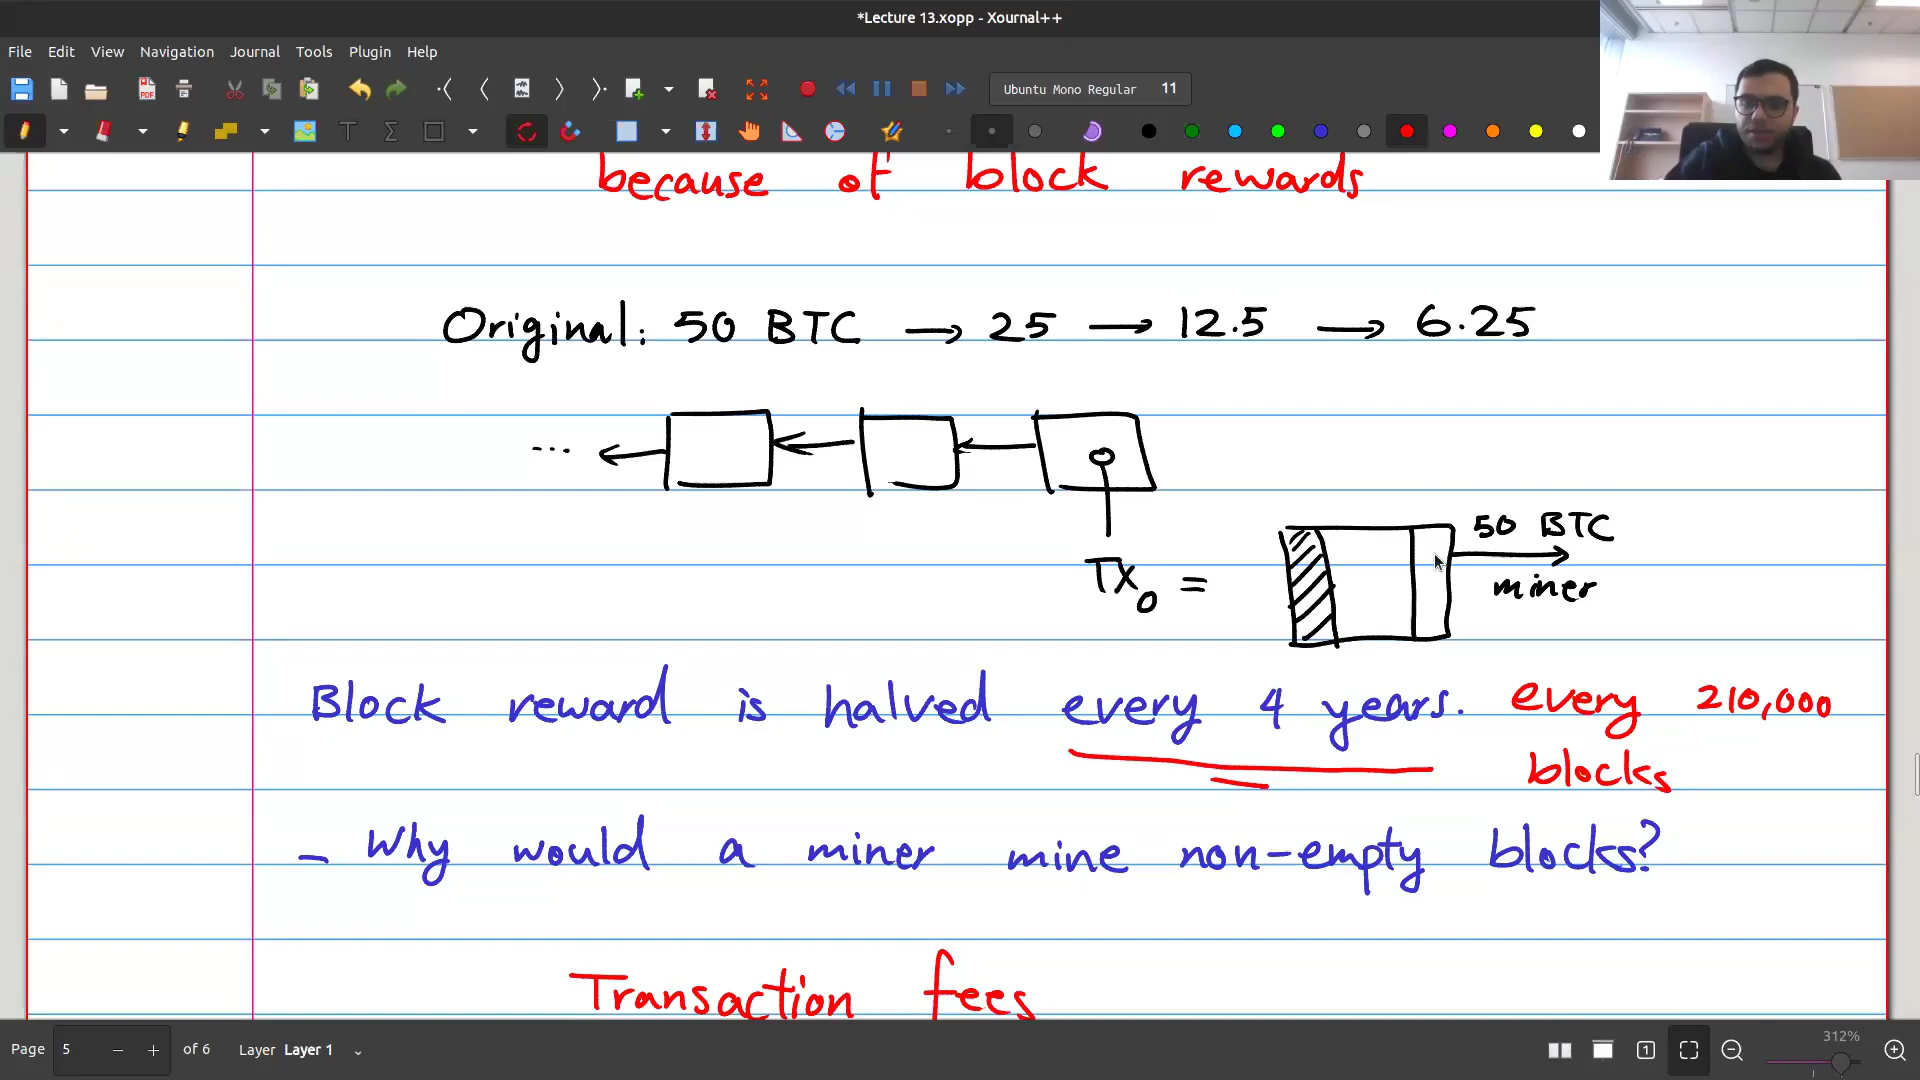 *Lecture 13.xopp - Xournal++
File Edit View Navigation Journal Tools Plugin Help
PDF Ubuntu Mono Regular 11
because of block rewards
Original: 50 BTC → 25 → 12.5 → 6.25
...
50 BTC
Tx0 =
miner
Block reward is halved every 4 years. every 210,000
blocks
- Why would a miner mine non-empty blocks?
Transaction fees
Page 5 - + of 6 Layer Layer 1
1 312%